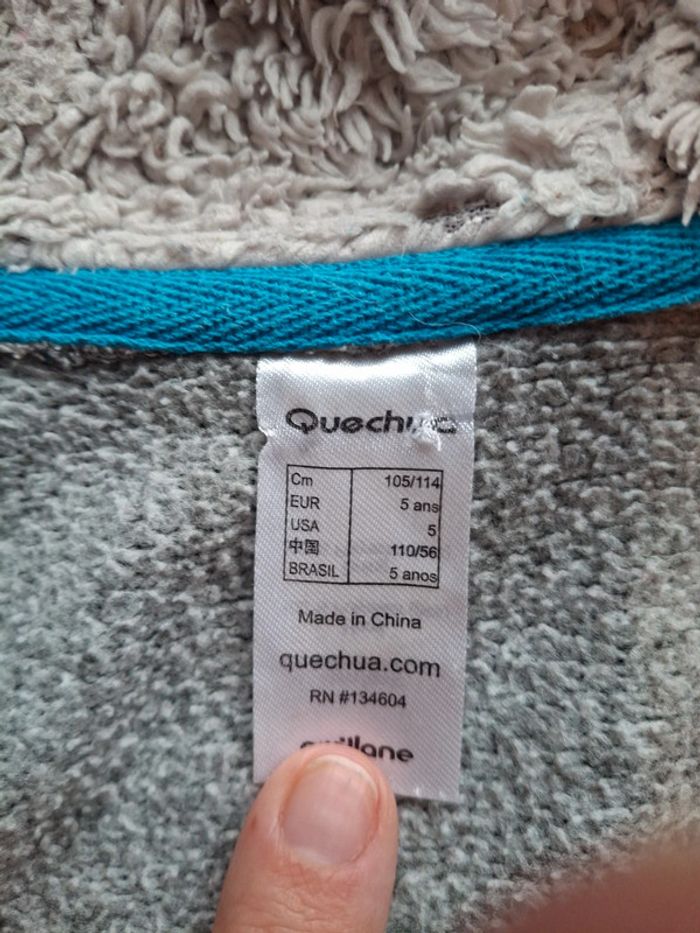 Quechua
Cm 105/114
EUR 5 ans
USA 5
中国 110/56
BRASIL 5 anos
Made in China
quechua.com
RN #134604